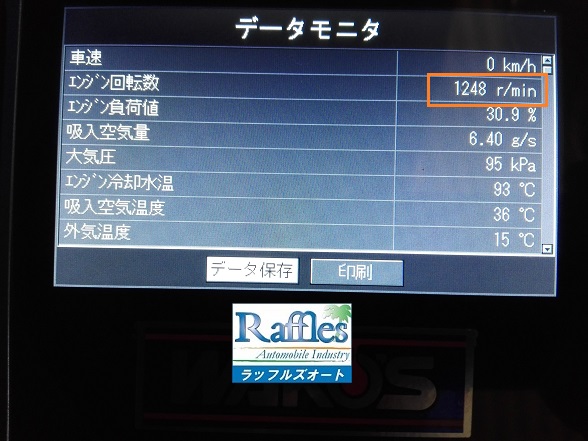 データモニタ
車速 0 km/h
エンジン回転数 1248 r/min
エンジン負荷値 30.9 %
吸入空気量 6.40 g/s
大気圧 95 kPa
エンジン冷却水温 93 ℃
吸入空気温度 36 ℃
外気温度 15 ℃
データ保存 印刷
Raffles
Automobile Industry
ラッフルズオート
WAKO'S